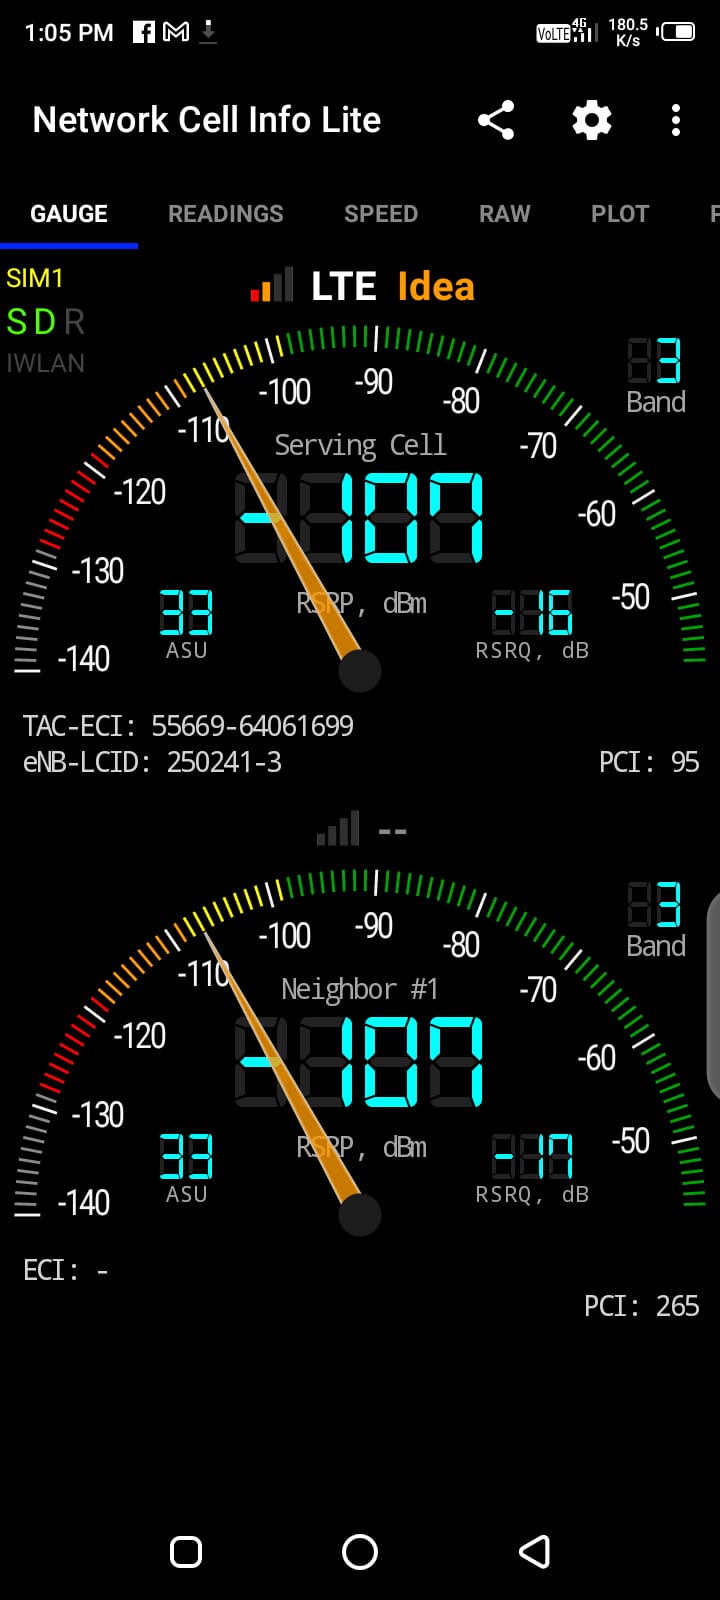 1:05 PM VoLTE 4G 180.5 K/s
Network Cell Info Lite
GAUGE READINGS SPEED RAW PLOT
SIM1
LTE Idea
S D R
IWLAN
3
Band
-140 -130 -120 -110 -100 -90 -80 -70 -60 -50
Serving Cell
-107
RSRP, dBm
33
ASU
-16
RSRQ, dB
TAC-ECI: 55669-64061699
eNB-LCID: 250241-3 PCI: 95
--
3
Band
-140 -130 -120 -110 -100 -90 -80 -70 -60 -50
Neighbor #1
-107
RSRP, dBm
33
ASU
-17
RSRQ, dB
ECI: -
PCI: 265